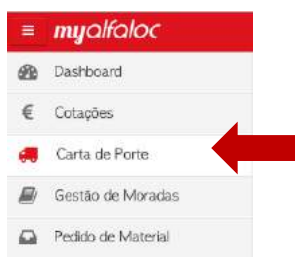 myalfaloc
Dashboard
€ Cotações
Carta de Porte
Gestão de Moradas
Pedido de Material